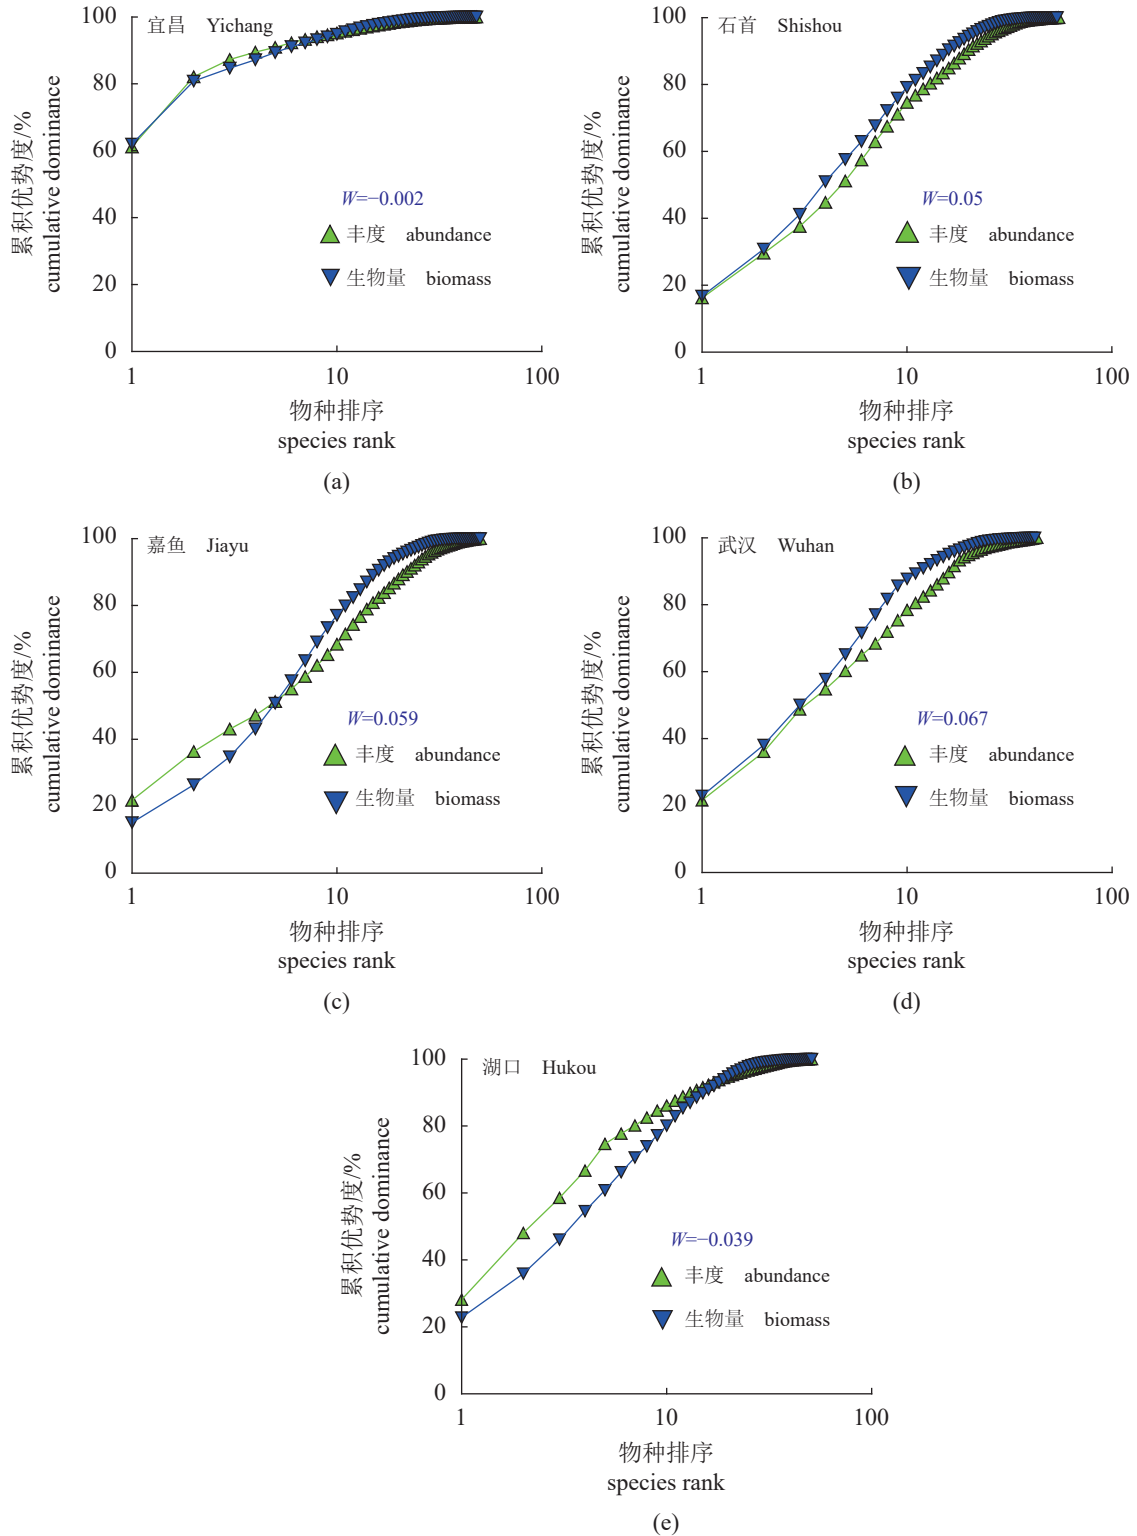 宜昌 Yichang
100
80
60
40
20
0
累积优势度/%
cumulative dominance
W=−0.002
丰度 abundance
生物量 biomass
1 10 100
物种排序
species rank
(a)
石首 Shishou
100
80
60
40
20
0
累积优势度/%
cumulative dominance
W=0.05
丰度 abundance
生物量 biomass
1 10 100
物种排序
species rank
(b)
嘉鱼 Jiayu
100
80
60
40
20
0
累积优势度/%
cumulative dominance
W=0.059
丰度 abundance
生物量 biomass
1 10 100
物种排序
species rank
(c)
武汉 Wuhan
100
80
60
40
20
0
累积优势度/%
cumulative dominance
W=0.067
丰度 abundance
生物量 biomass
1 10 100
物种排序
species rank
(d)
湖口 Hukou
100
80
60
40
20
0
累积优势度/%
cumulative dominance
W=−0.039
丰度 abundance
生物量 biomass
1 10 100
物种排序
species rank
(e)